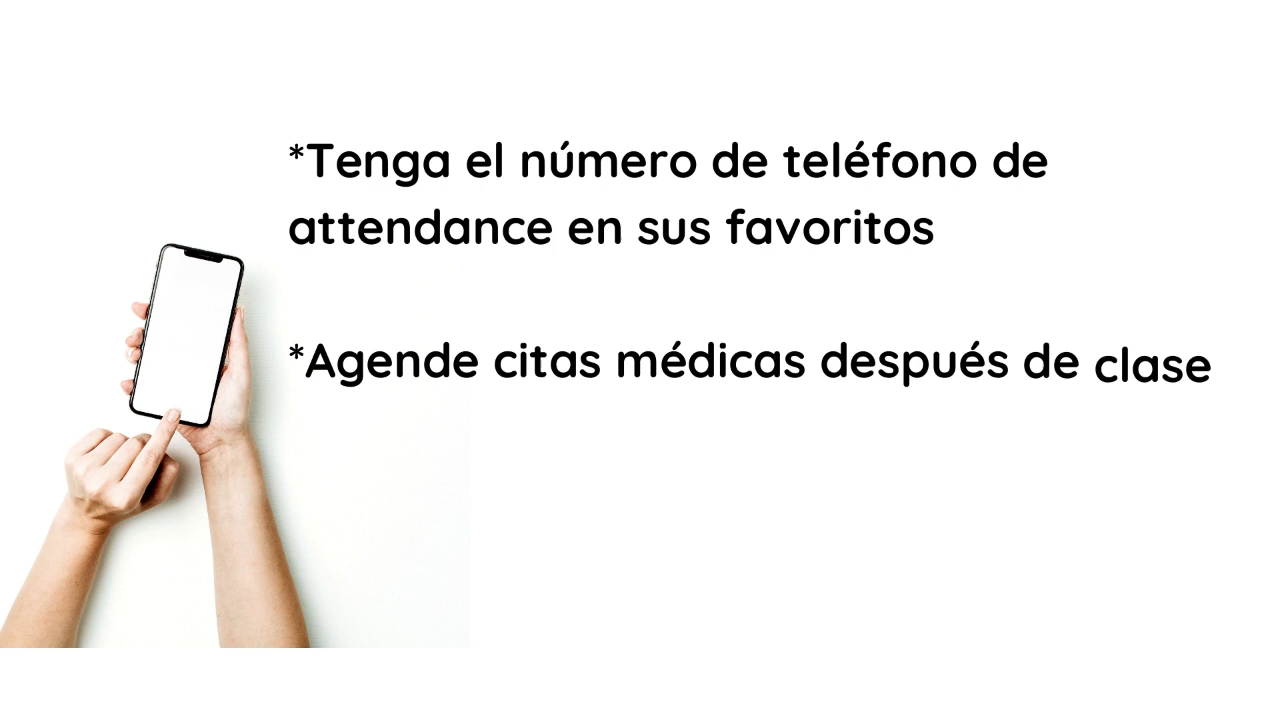 *Tenga el número de teléfono de
attendance en sus favoritos
*Agende citas médicas después de clase